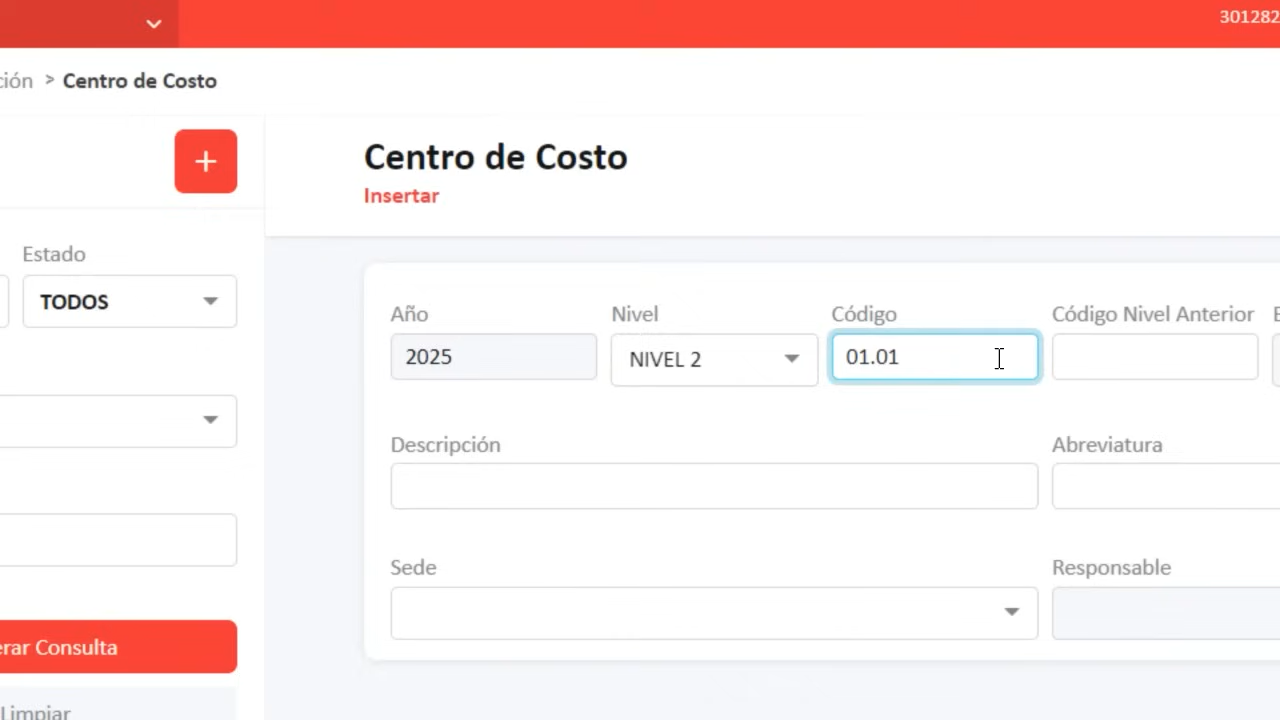 301282
ción > Centro de Costo
+
Centro de Costo
Insertar
Estado
TODOS
Año
Nivel
Código
Código Nivel Anterior
2025
NIVEL 2
01.01
Descripción
Abreviatura
Sede
Responsable
erar Consulta
Limpiar